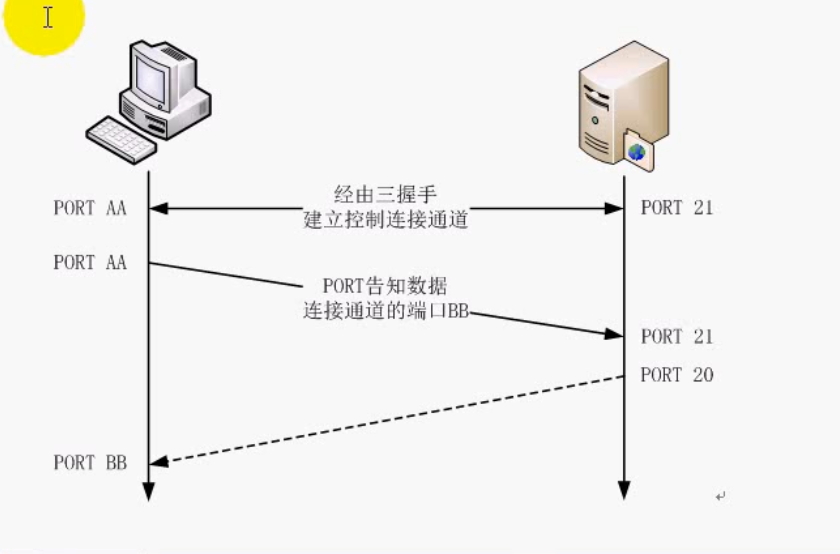 经由三握手
PORT AA
建立控制连接通道
PORT 21
PORT AA
PORT告知数据
连接通道的端口BB
PORT 21
PORT 20
PORT BB